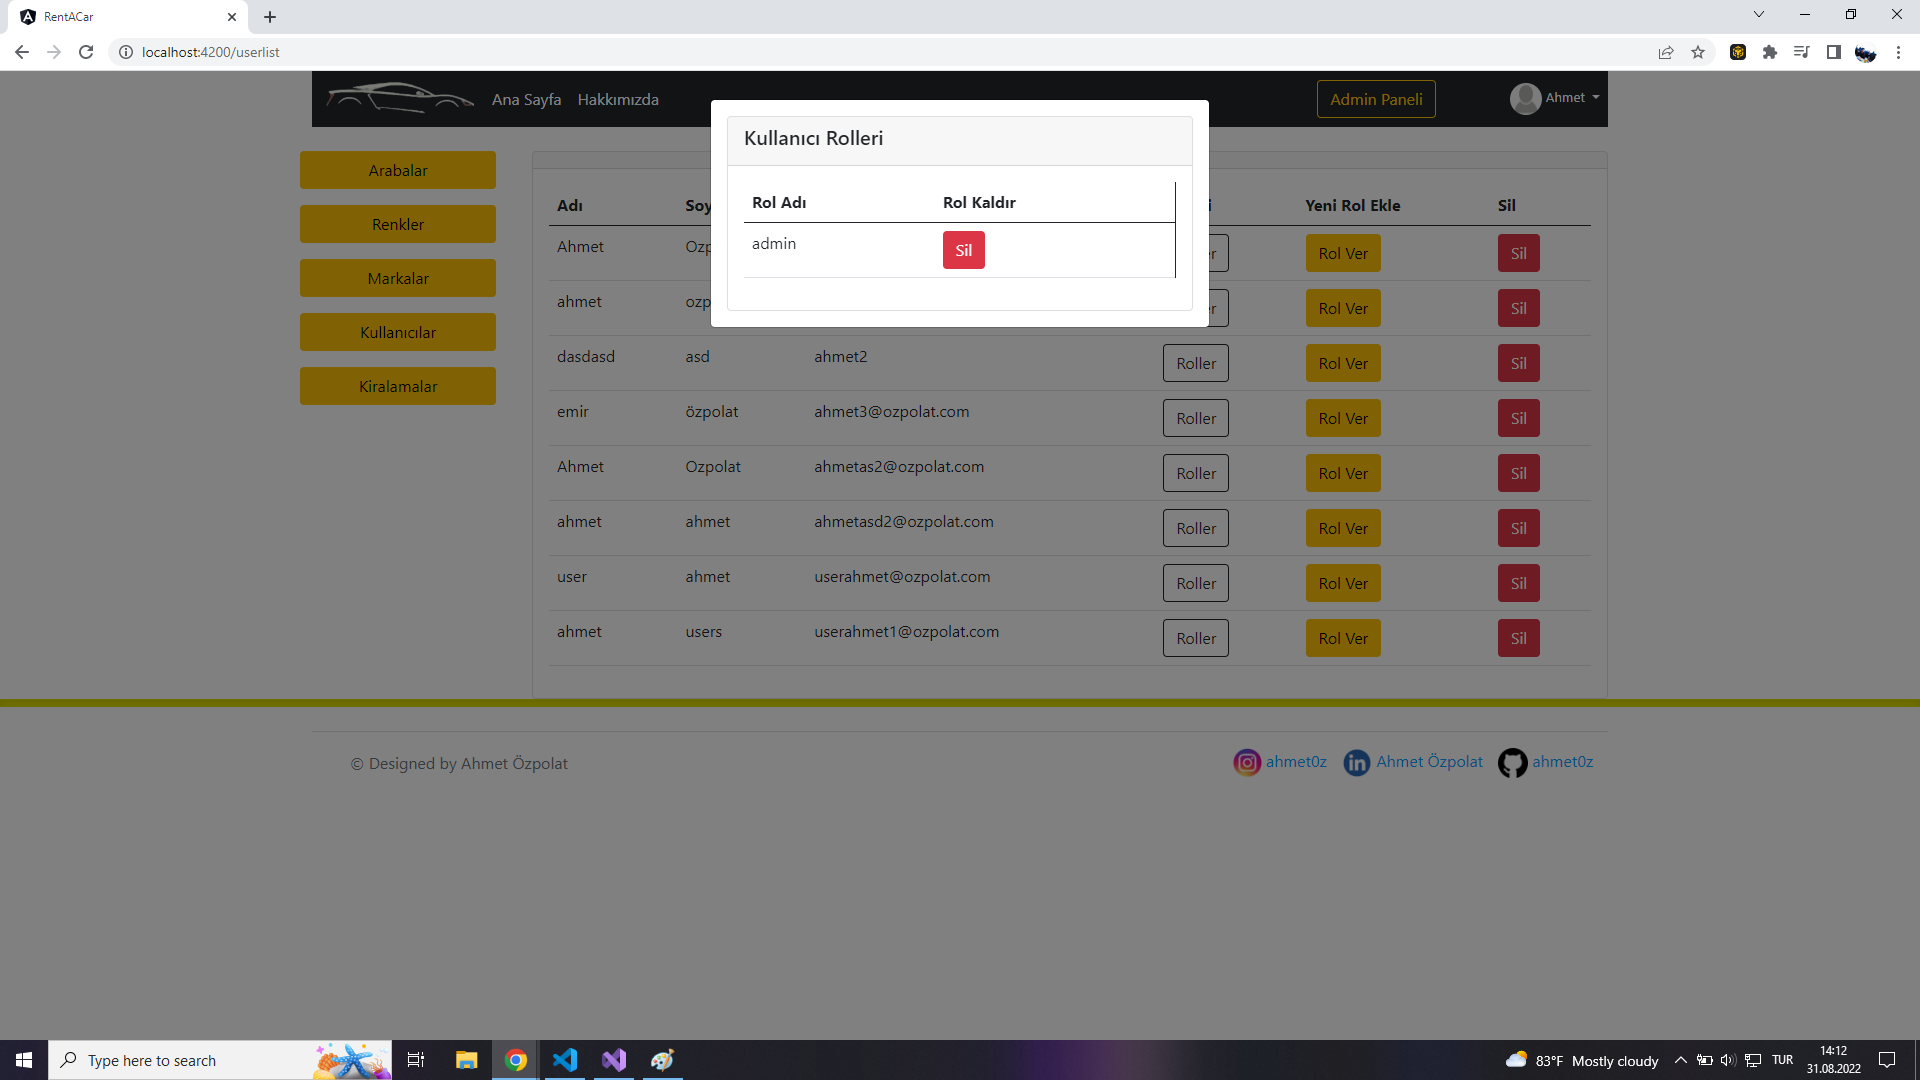 RentACar
localhost:4200/userlist
Ana Sayfa Hakkımızda Admin Paneli Ahmet
Kullanıcı Rolleri
Rol Adı Rol Kaldır
admin Sil
Arabalar
Renkler
Markalar
Kullanıcılar
Kiralamalar
Adı Soy i Yeni Rol Ekle Sil
Ahmet Ozp r Rol Ver Sil
ahmet ozp r Rol Ver Sil
dasdasd asd ahmet2 Roller Rol Ver Sil
emir özpolat ahmet3@ozpolat.com Roller Rol Ver Sil
Ahmet Ozpolat ahmetas2@ozpolat.com Roller Rol Ver Sil
ahmet ahmet ahmetasd2@ozpolat.com Roller Rol Ver Sil
user ahmet userahmet@ozpolat.com Roller Rol Ver Sil
ahmet users userahmet1@ozpolat.com Roller Rol Ver Sil
© Designed by Ahmet Özpolat ahmet0z Ahmet Özpolat ahmet0z
Type here to search 83°F Mostly cloudy TUR 14:12
31.08.2022